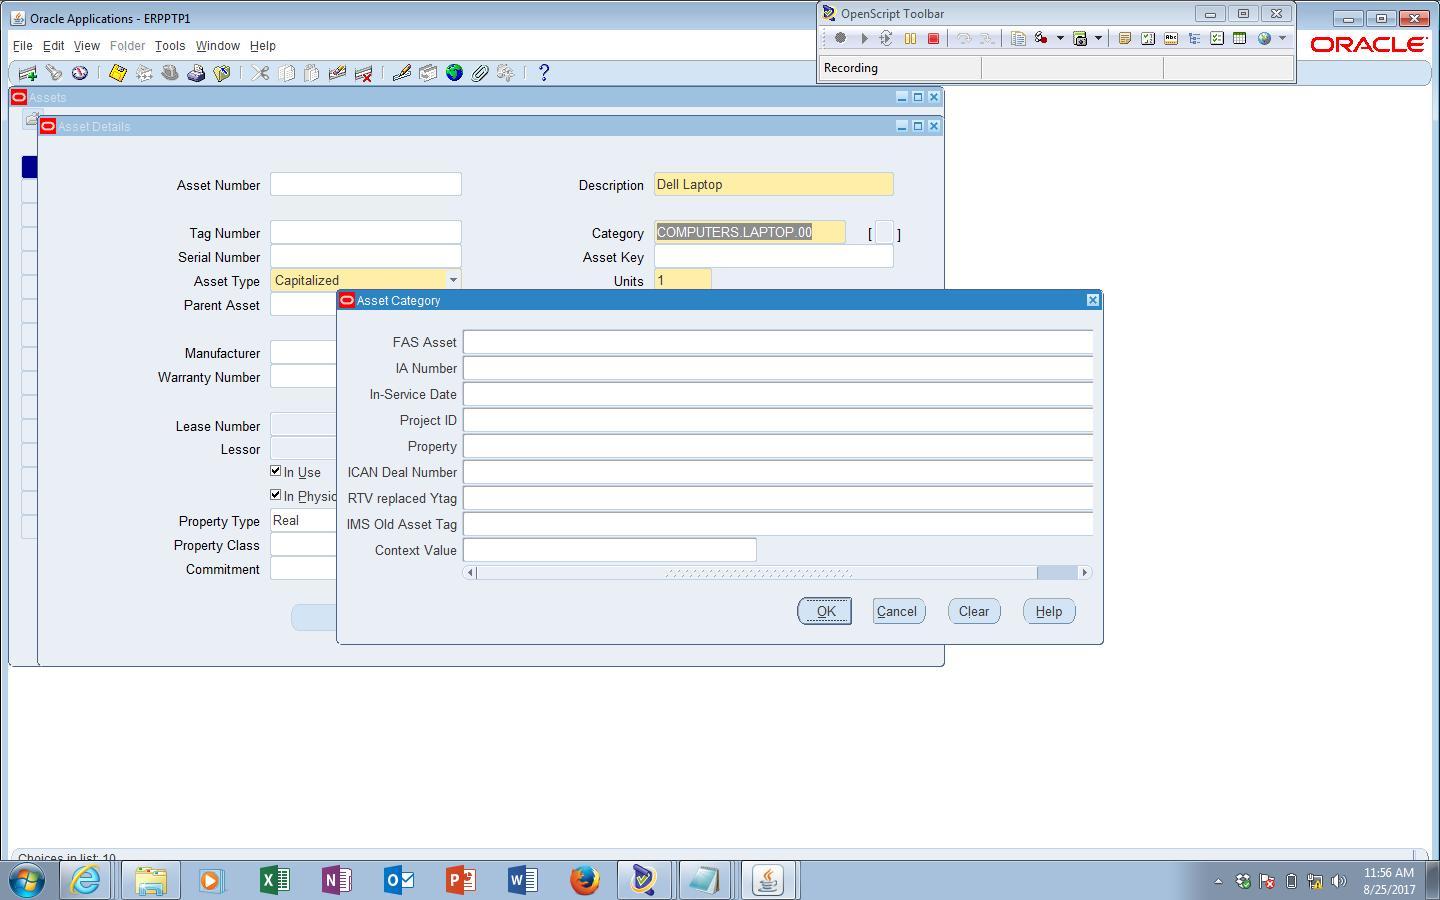 Oracle Applications - ERPPTP1
OpenScript Toolbar
File Edit View Folder Tools Window Help
ORACLE
Recording
Assets
Asset Details
Asset Number
Description Dell Laptop
Tag Number
Category COMPUTERS.LAPTOP.00 [ ]
Serial Number
Asset Key
Asset Type Capitalized
Units 1
Parent Asset
Asset Category
FAS Asset
IA Number
Manufacturer
Warranty Number
In-Service Date
Project ID
Lease Number
Property
Lessor
In Use
ICAN Deal Number
In Physic
RTV replaced Ytag
Property Type Real
IMS Old Asset Tag
Property Class
Context Value
Commitment
OK Cancel Clear Help
Choices in list: 10
11:56 AM
8/25/2017